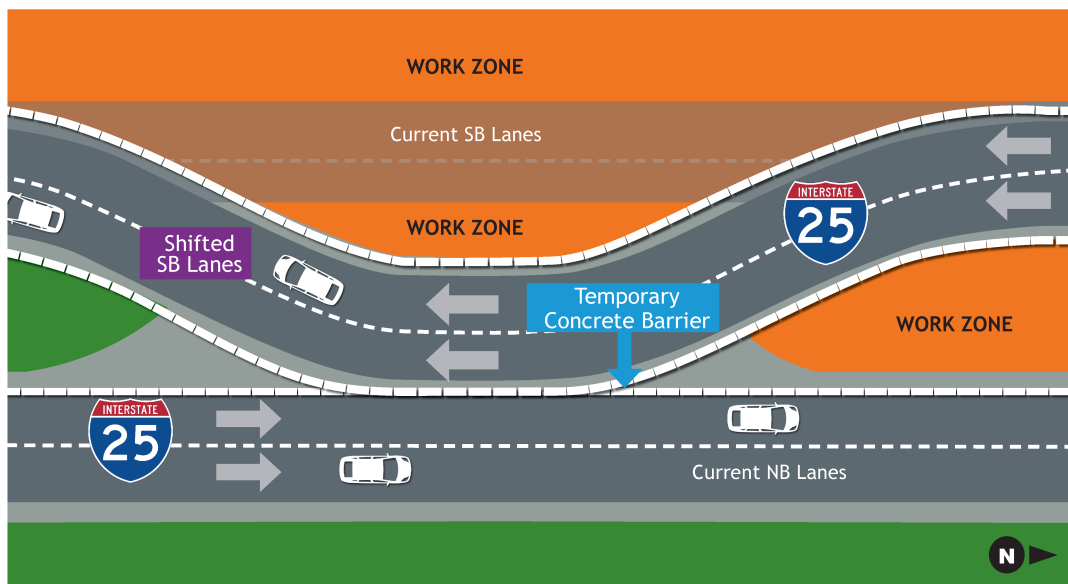 WORK ZONE
Current SB Lanes
INTERSTATE
25
WORK ZONE
Shifted
SB Lanes
Temporary
Concrete Barrier
WORK ZONE
INTERSTATE
25
Current NB Lanes
N